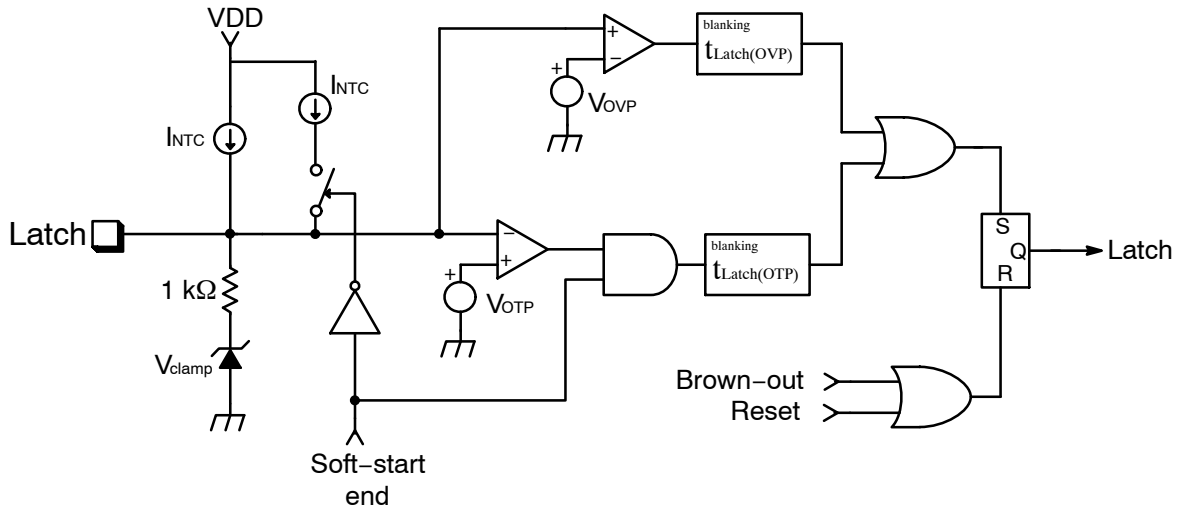 VDD
INTC
INTC
Latch
1 kΩ
Vclamp
Soft−start
end
+
−
+
VOVP
blanking
tLatch(OVP)
−
+
+
VOTP
blanking
tLatch(OTP)
S
Q
R
Latch
Brown−out
Reset